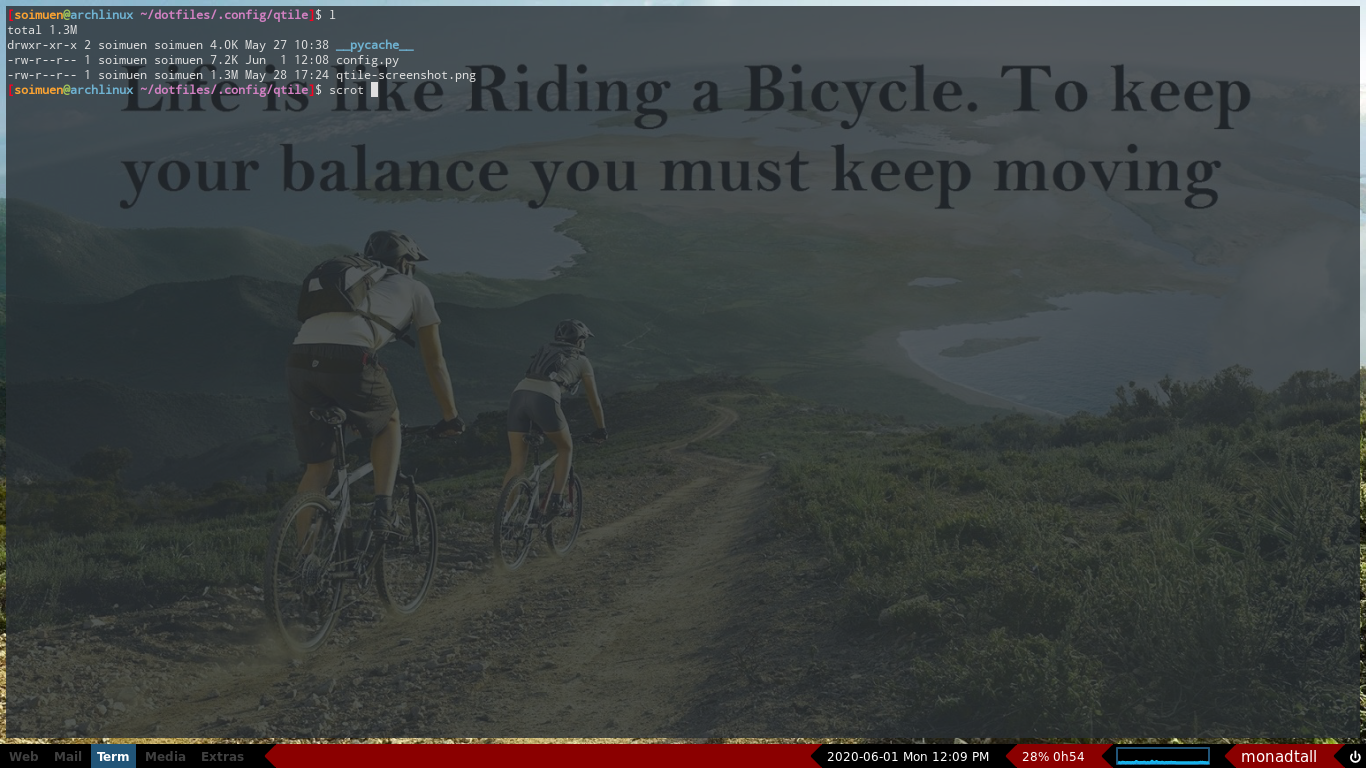 [soimuen@archlinux ~/dotfiles/.config/qtile]$ l
total 1.3M
drwxr-xr-x 2 soimuen soimuen 4.0K May 27 10:38 __pycache__
-rw-r--r-- 1 soimuen soimuen 7.2K Jun  1 12:08 config.py
-rw-r--r-- 1 soimuen soimuen 1.3M May 28 17:24 qtile-screenshot.png
[soimuen@archlinux ~/dotfiles/.config/qtile]$ scrot
Life is like Riding a Bicycle. To keep
your balance you must keep moving
Web Mail Term Media Extras 2020-06-01 Mon 12:09 PM 28% 0h54 monadtall